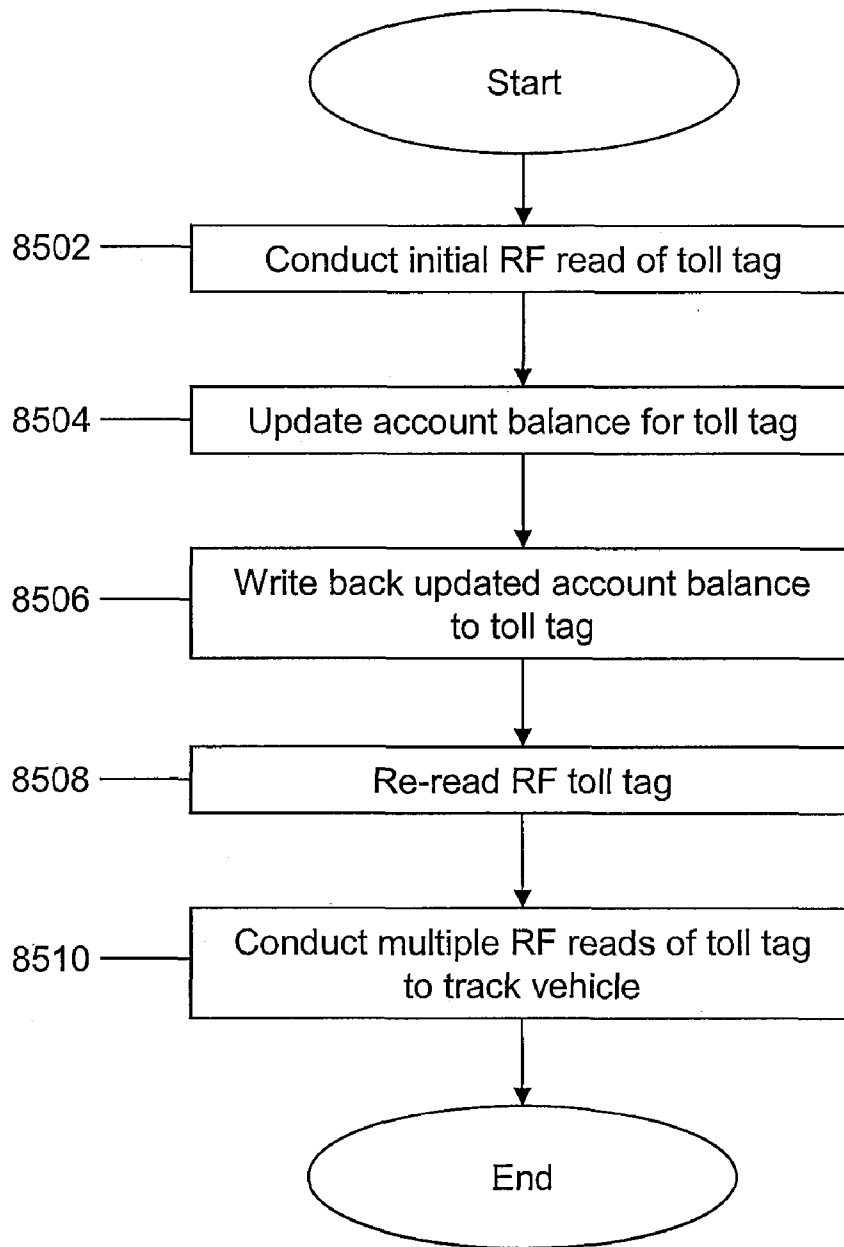 Start
8502
Conduct initial RF read of toll tag
8504
Update account balance for toll tag
8506
Write back updated account balance
to toll tag
8508
Re-read RF toll tag
8510
Conduct multiple RF reads of toll tag
to track vehicle
End